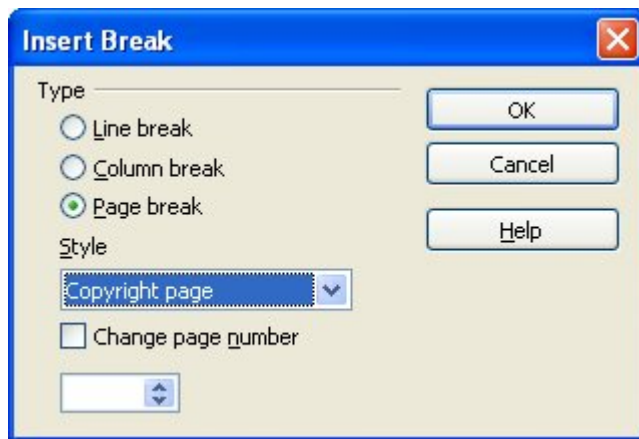 Insert Break
Type
Line break
Column break
Page break
Style
Copyright page
Change page number
OK
Cancel
Help